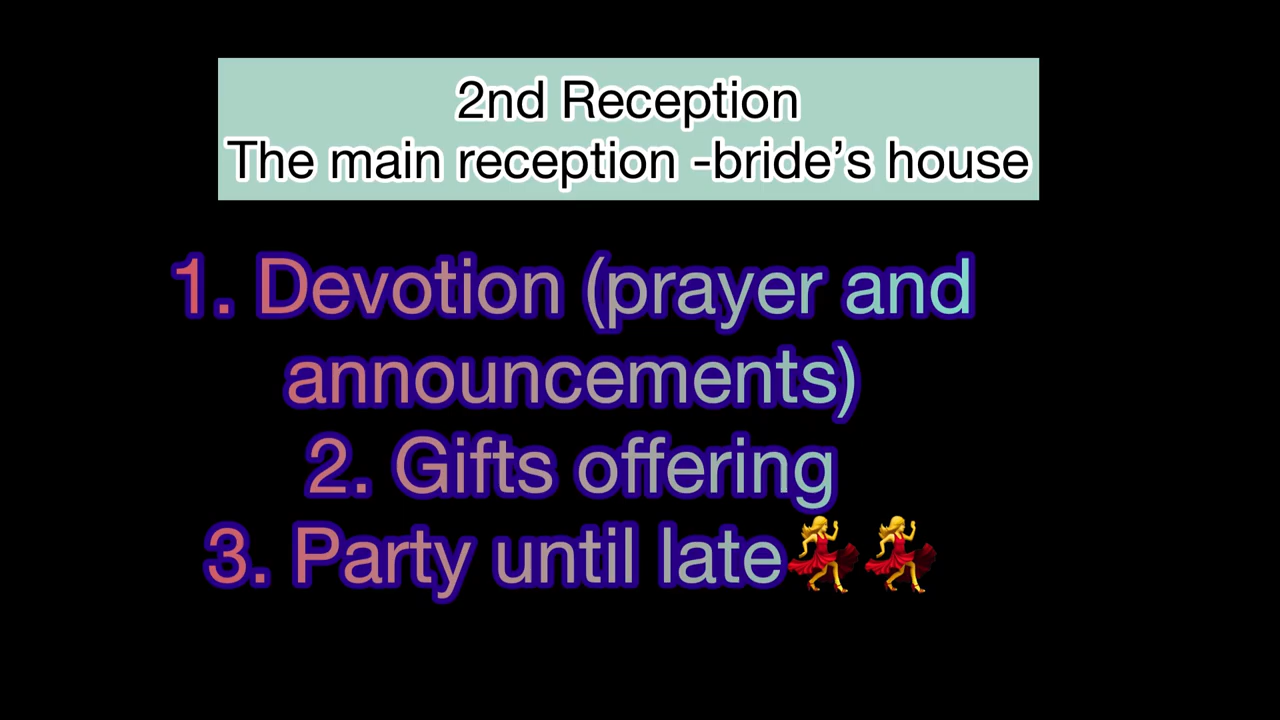 2nd Reception
The main reception -bride’s house
1. Devotion (prayer and
announcements)
2. Gifts offering
3. Party until late💃💃